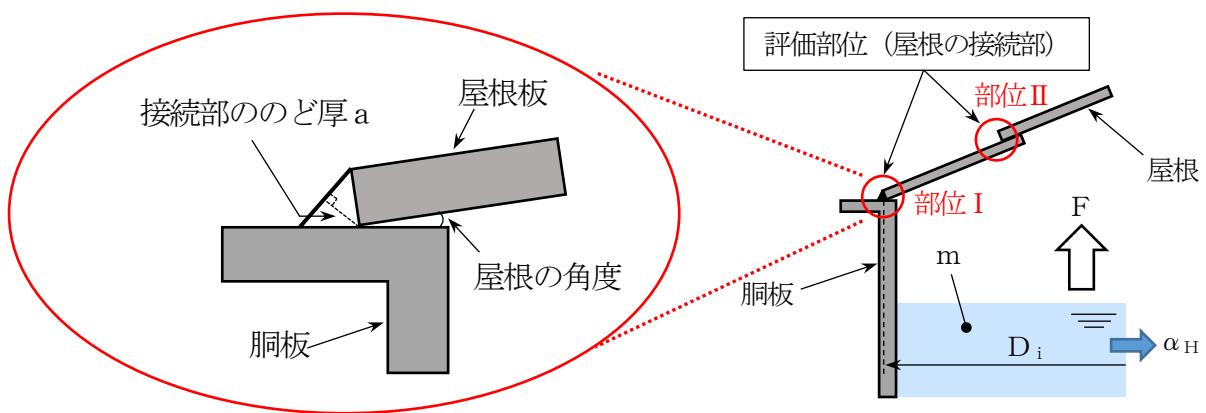 接続部ののど厚a
屋根板
屋根の角度
胴板
評価部位（屋根の接続部）
部位Ⅱ
屋根
部位Ⅰ
F
m
胴板
Di
αH